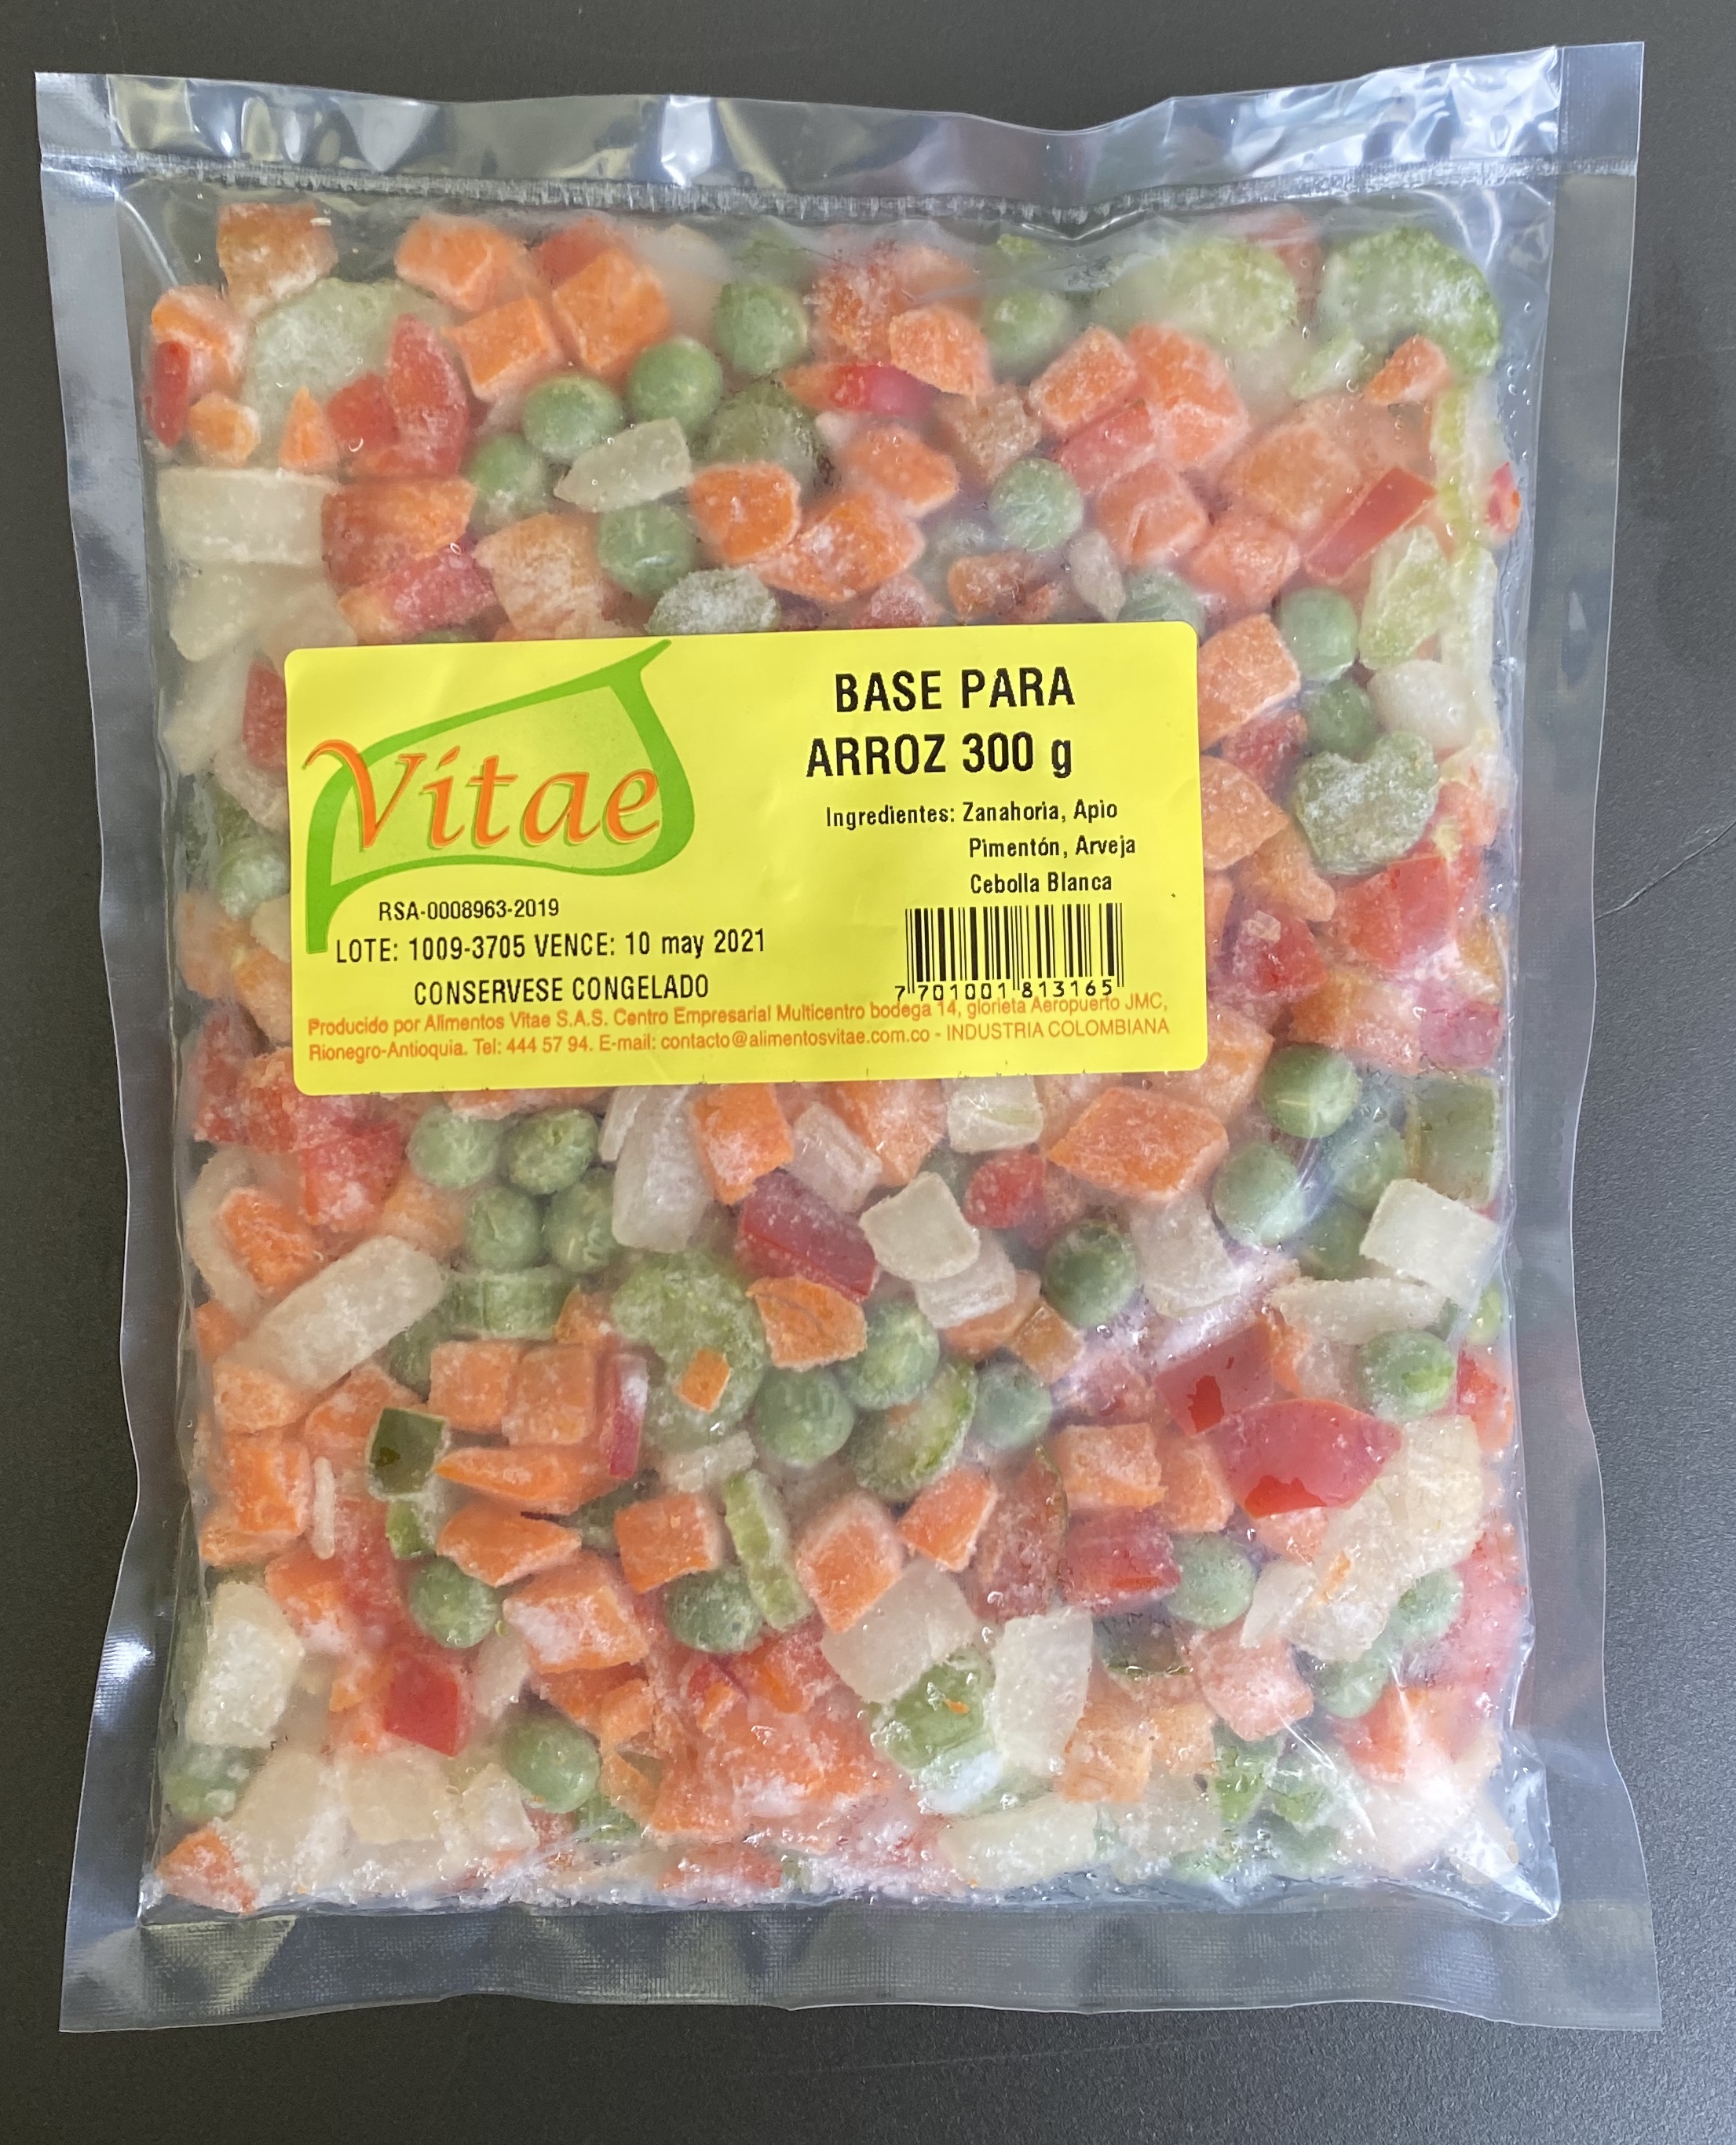 Vitae
BASE PARA
ARROZ 300 g
Ingredientes: Zanahoria, Apio
Pimentón, Arveja
Cebolla Blanca
RSA-0008963-2019
LOTE: 1009-3705 VENCE: 10 may 2021
CONSERVESE CONGELADO
7 701001 813165
Producido por Alimentos Vitae S.A.S. Centro Empresarial Multicentro bodega 14, glorieta Aeropuerto JMC,
Rionegro-Antioquia. Tel: 444 57 94. E-mail: contacto@alimentosvitae.com.co - INDUSTRIA COLOMBIANA